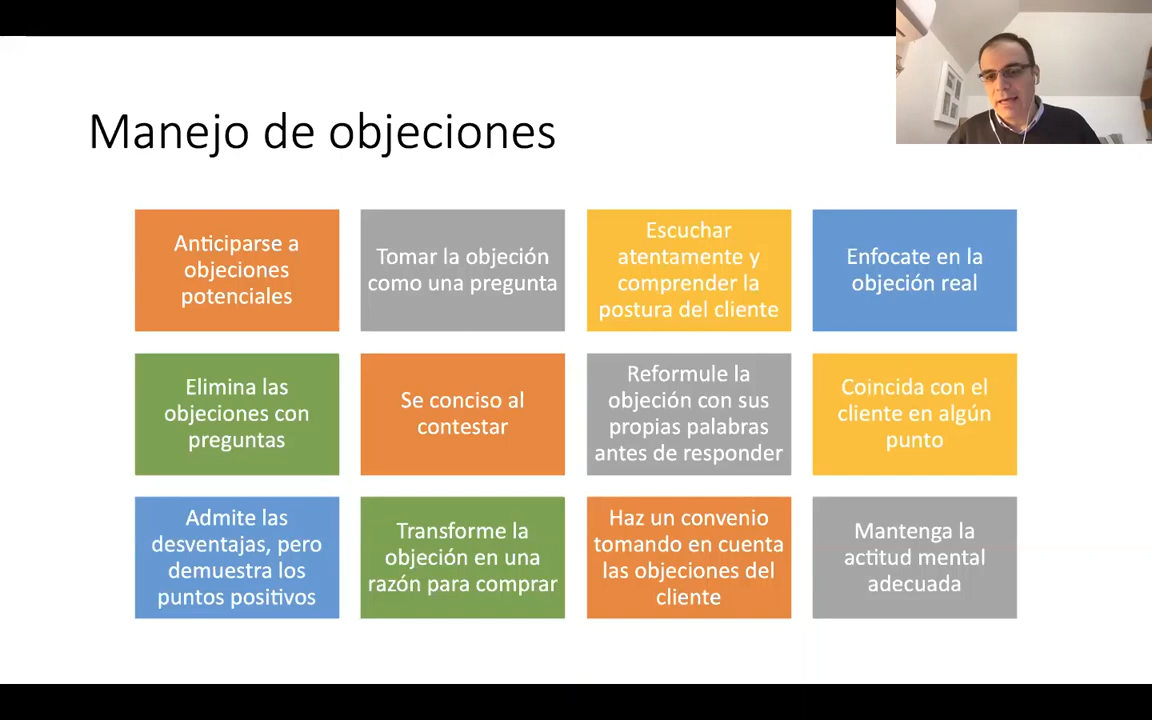 Manejo de objeciones
Anticiparse a
objeciones
potenciales
Tomar la objeción
como una pregunta
Escuchar
atentamente y
comprender la
postura del cliente
Enfocate en la
objeción real
Elimina las
objeciones con
preguntas
Se conciso al
contestar
Reformule la
objeción con sus
propias palabras
antes de responder
Coincida con el
cliente en algún
punto
Admite las
desventajas, pero
demuestra los
puntos positivos
Transforme la
objeción en una
razón para comprar
Haz un convenio
tomando en cuenta
las objeciones del
cliente
Mantenga la
actitud mental
adecuada